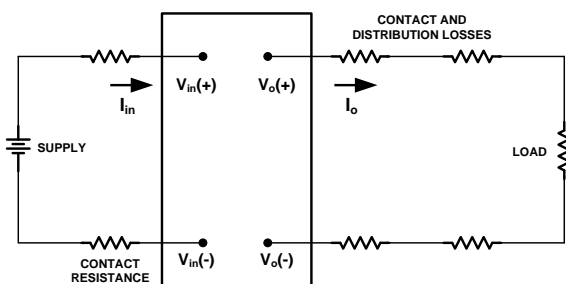 CONTACT AND
DISTRIBUTION LOSSES
Vin(+)
Vo(+)
Iin
Io
SUPPLY
LOAD
CONTACT
RESISTANCE
Vin(-)
Vo(-)